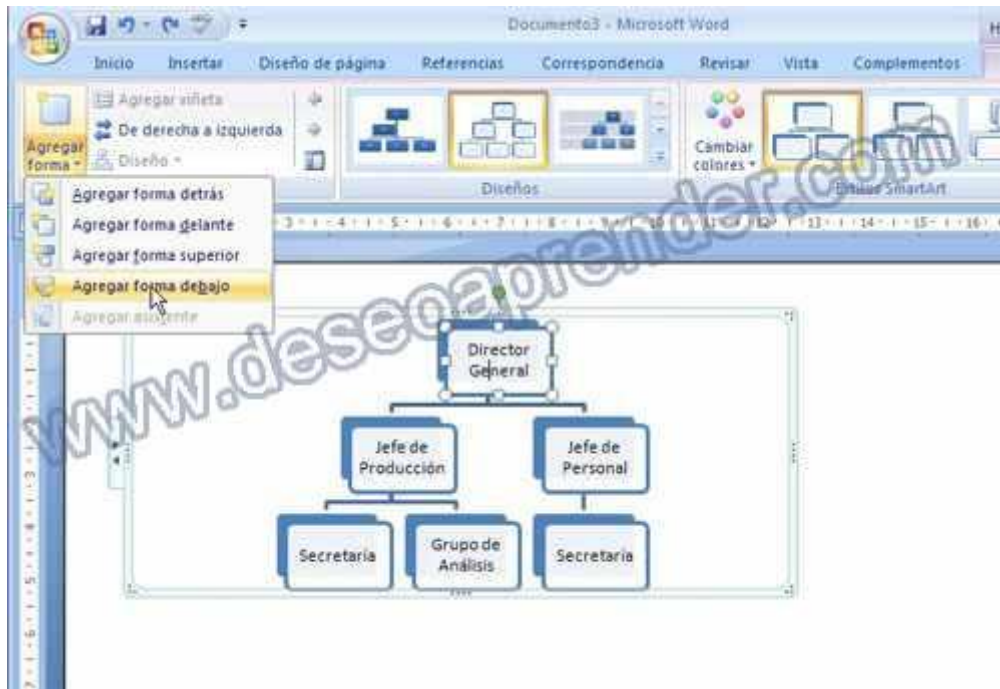 Documento3 - Microsoft Word
Inicio Insertar Diseño de página Referencias Correspondencia Revisar Vista Complementos
Agregar viñeta
De derecha a izquierda
Diseño
Agregar
forma
Cambiar
colores
Diseños
Estilos SmartArt
Agregar forma detrás
Agregar forma delante
Agregar forma superior
Agregar forma debajo
Agregar asistente
www.deseoaprender.com
Director
General
Jefe de
Producción
Jefe de
Personal
Secretaria
Grupo de
Análisis
Secretaria